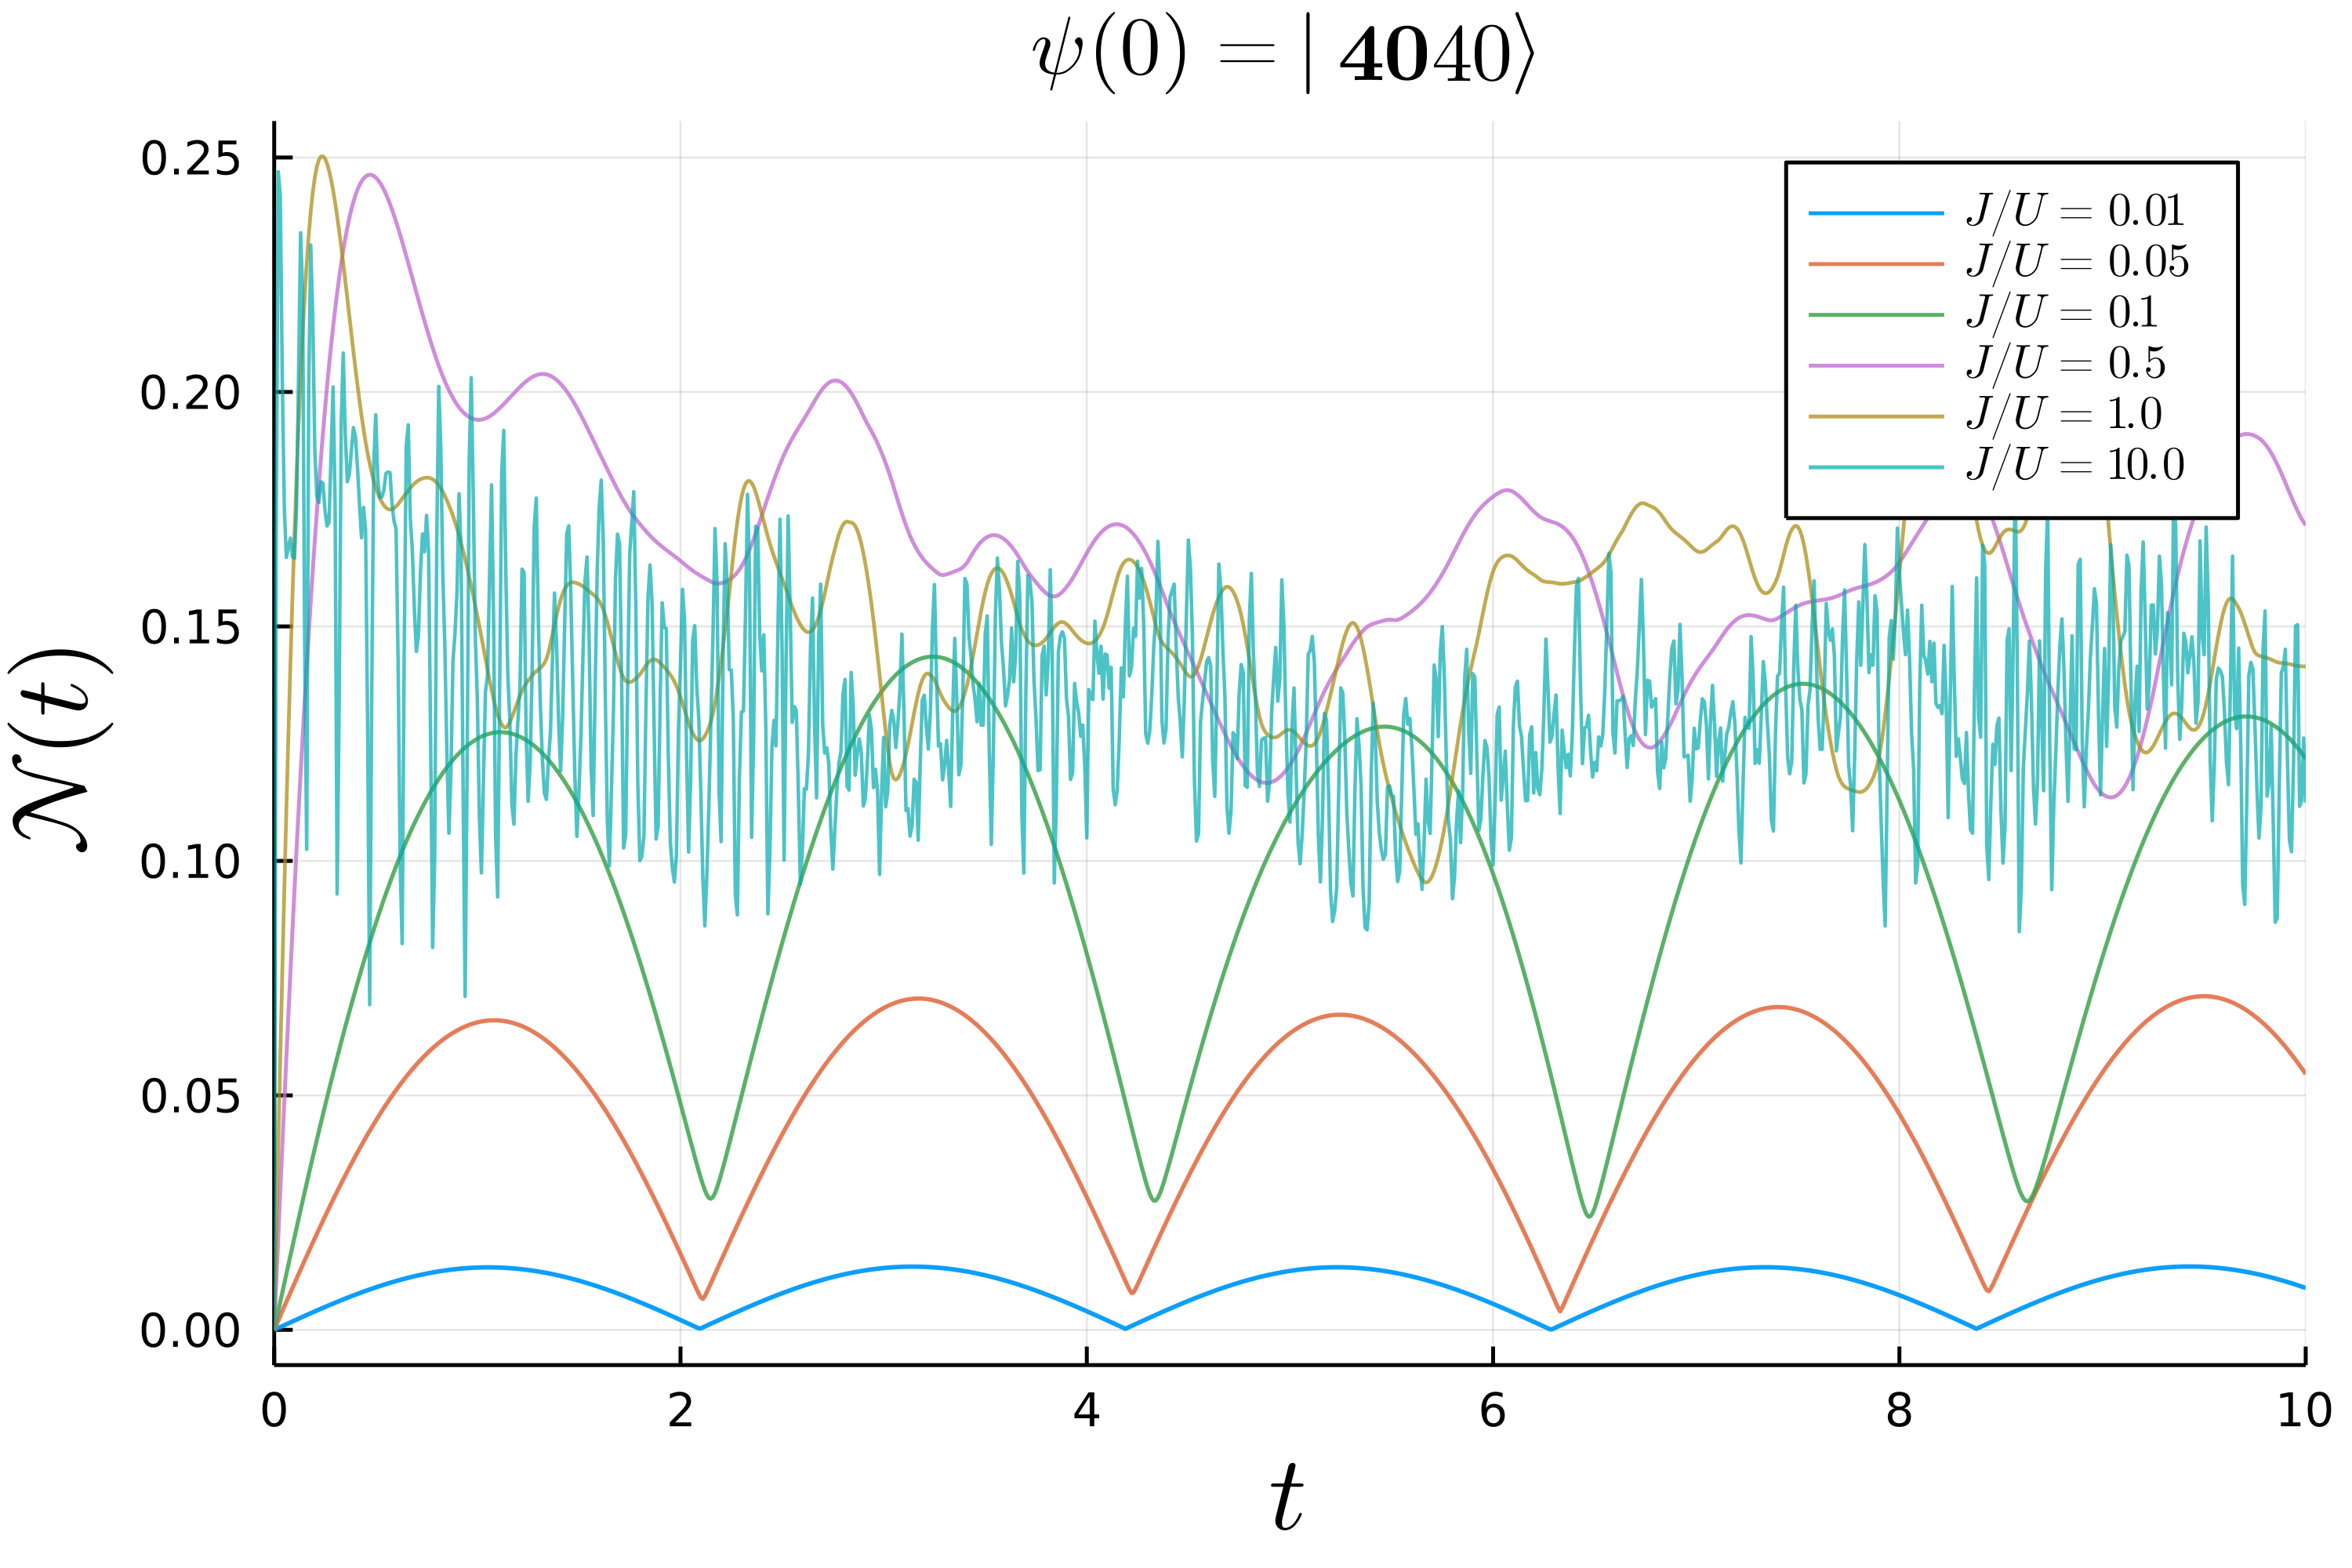 ψ(0) = | 4040⟩
0.25
0.20
0.15
0.10
0.05
0.00
𝒩(t)
J/U = 0.01
J/U = 0.05
J/U = 0.1
J/U = 0.5
J/U = 1.0
J/U = 10.0
0 2 4 6 8 10
t